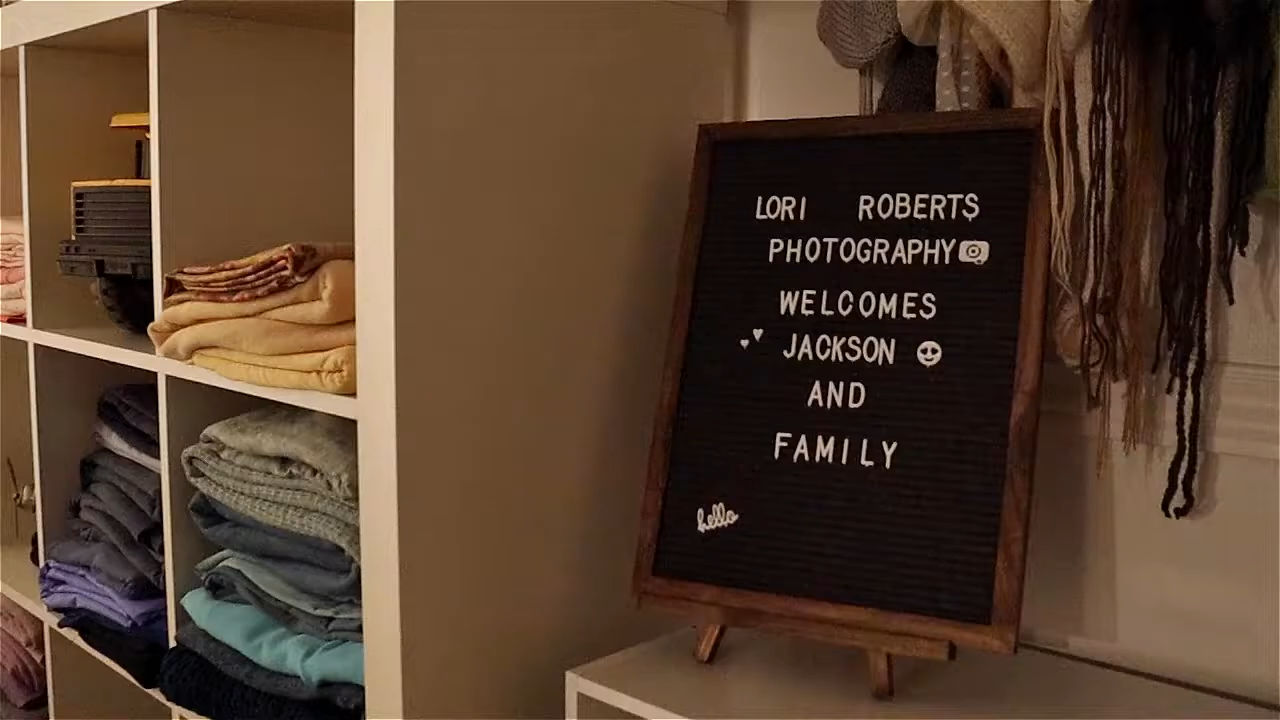 LORI ROBERTS
PHOTOGRAPHY
WELCOMES
JACKSON
AND
FAMILY
hello